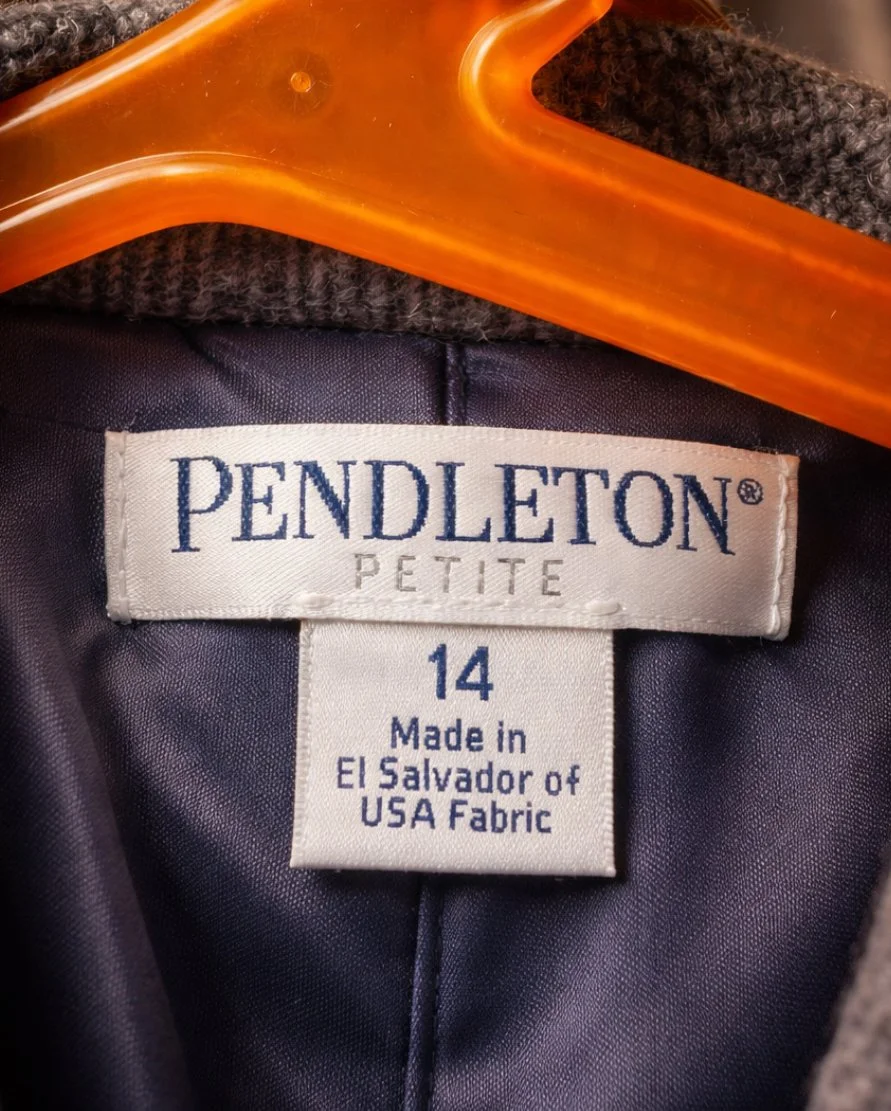 PENDLETON®
PETITE
14
Made in
El Salvador of
USA Fabric